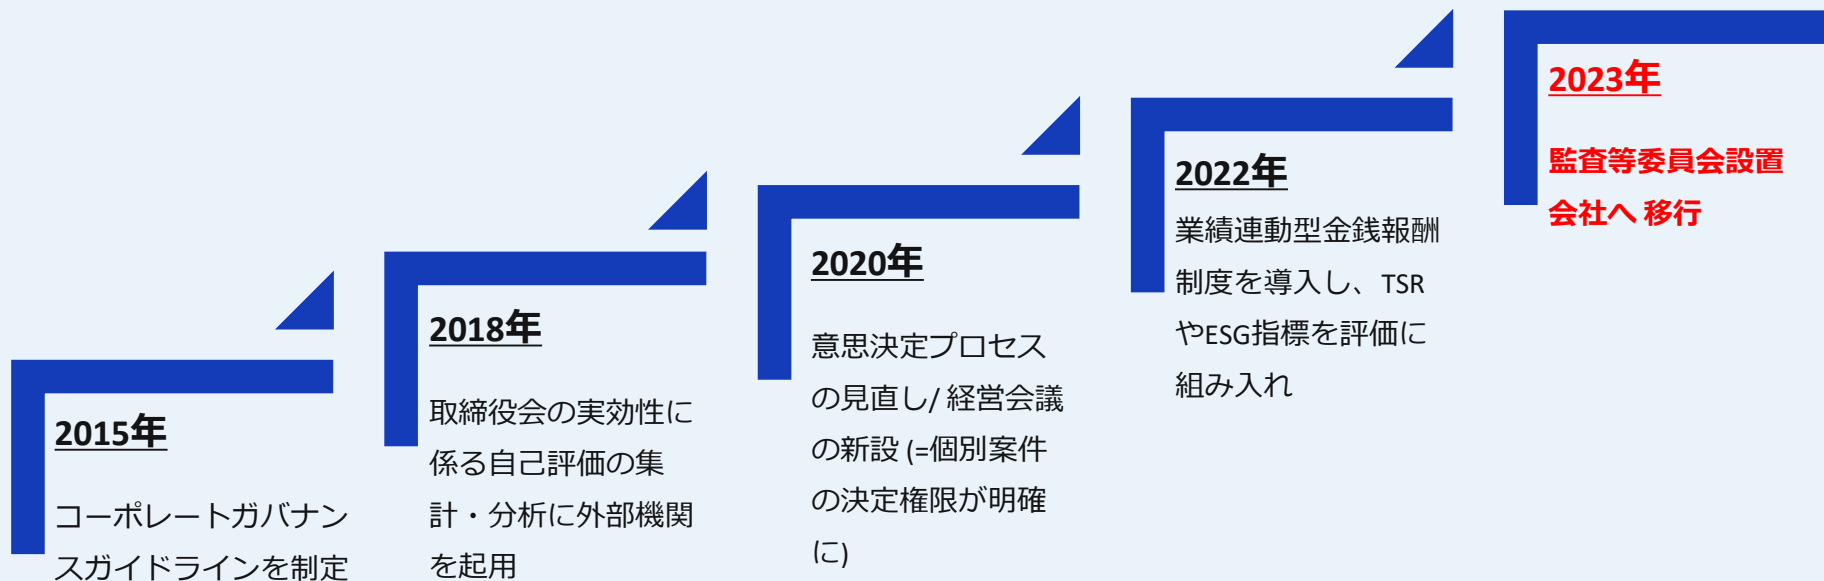 2015年
コーポレートガバナン
スガイドラインを制定
2018年
取締役会の実効性に
係る自己評価の集
計・分析に外部機関
を起用
2020年
意思決定プロセス
の見直し/ 経営会議
の新設 (=個別案件
の決定権限が明確
に)
2022年
業績連動型金銭報酬
制度を導入し、TSR
やESG指標を評価に
組み入れ
2023年
監査等委員会設置
会社へ 移行